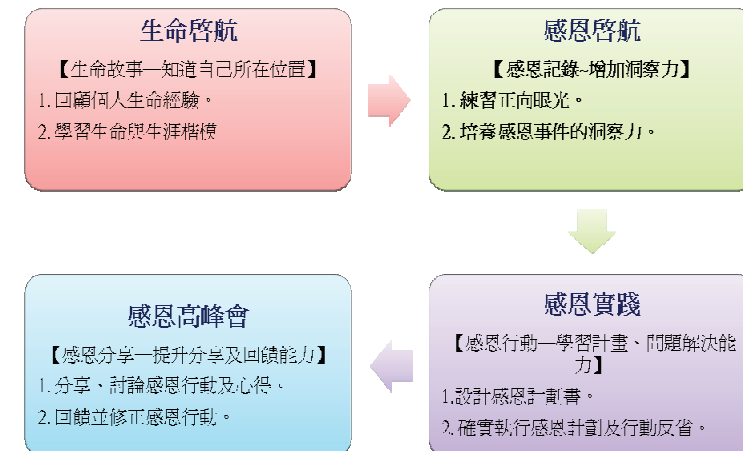 生命啓航
【生命故事—知道自己所在位置】
1. 回顧個人生命經驗。
2. 學習生命與生涯楷模
感恩啓航
【感恩記錄~增加洞察力】
1. 練習正向眼光。
2. 培養感恩事件的洞察力。
感恩實踐
【感恩行動—學習計畫、問題解決能
力】
1.設計感恩計劃書。
2. 確實執行感恩計劃及行動反省。
感恩高峰會
【感恩分享—提升分享及回饋能力】
1. 分享、討論感恩行動及心得。
2. 回饋並修正感恩行動。